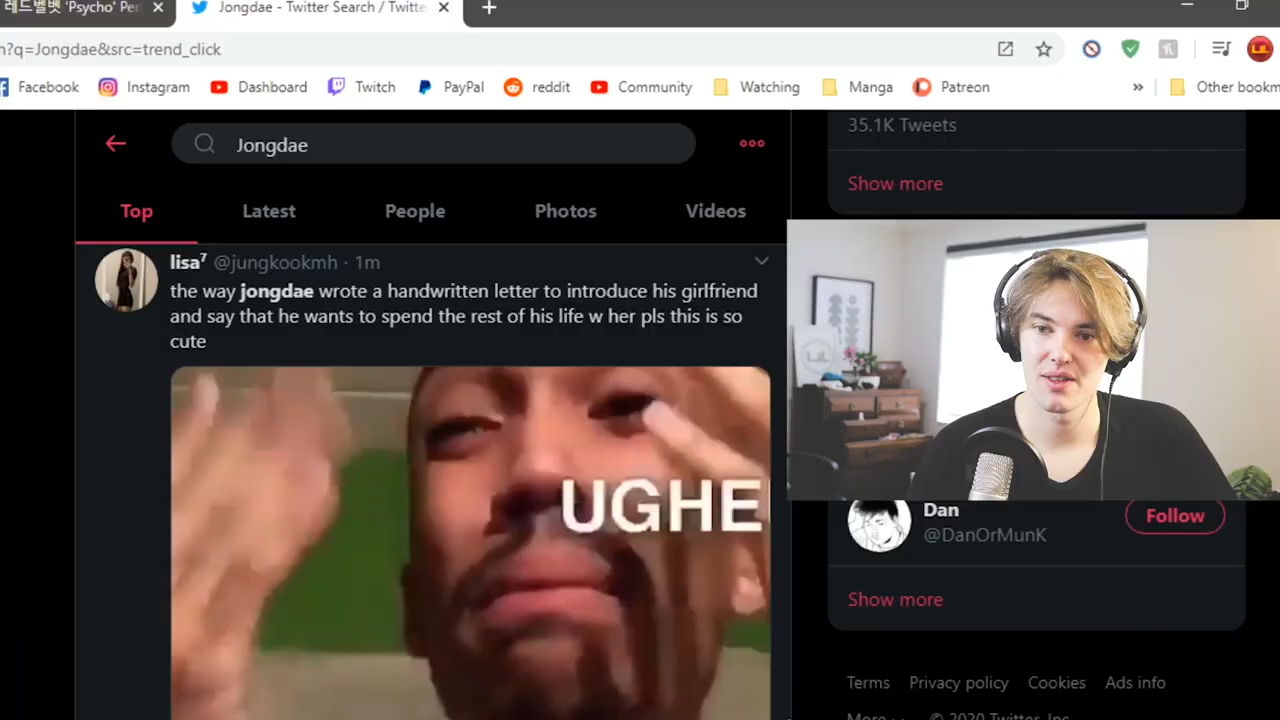 레드벨벳 'Psycho' Per
Jongdae - Twitter Search / Twitte
h?q=Jongdae&src=trend_click
Facebook
Instagram
Dashboard
Twitch
PayPal
reddit
Community
Watching
Manga
Patreon
Other bookm
Jongdae
Top
Latest
People
Photos
Videos
lisa⁷ @jungkookmh · 1m
the way jongdae wrote a handwritten letter to introduce his girlfriend
and say that he wants to spend the rest of his life w her pls this is so
cute
UGHE
35.1K Tweets
Show more
Dan
@DanOrMunK
Follow
Show more
Terms
Privacy policy
Cookies
Ads info
More
© 2020 Twitter, Inc.